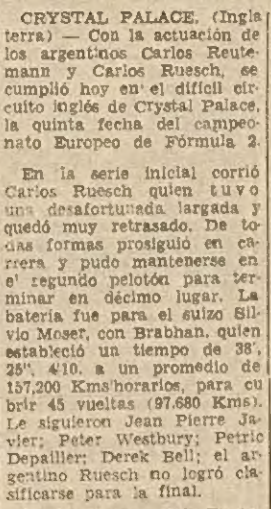 CRYSTAL PALACE, (Ingla
terra) — Con la actuación de
los argentinos Carlos Reute-
mann y Carlos Ruesch, se
cumplió hoy en el difícil cir-
cuito inglés de Crystal Palace,
la quinta fecha del campeo-
nato Europeo de Fórmula 2.
En la serie inicial corrió
Carlos Ruesch quien tuvo
una desafortunada largada y
quedó muy retrasado. De to-
das formas prosiguió en ca-
rrera y pudo mantenerse en
el segundo pelotón para ter-
minar en décimo lugar. La
batería fue para el suizo Sil-
vio Moser, con Brabhan, quien
estableció un tiempo de 38',
25", 4'10, a un promedio de
157,200 Kms horarios, para cu
brir 45 vueltas (97.680 Kms).
Le siguieron Jean Pierre Ja-
vier; Peter Westbury; Petric
Depailler; Derek Bell; el ar-
gentino Ruesch no logró cla-
sificarse para la final.